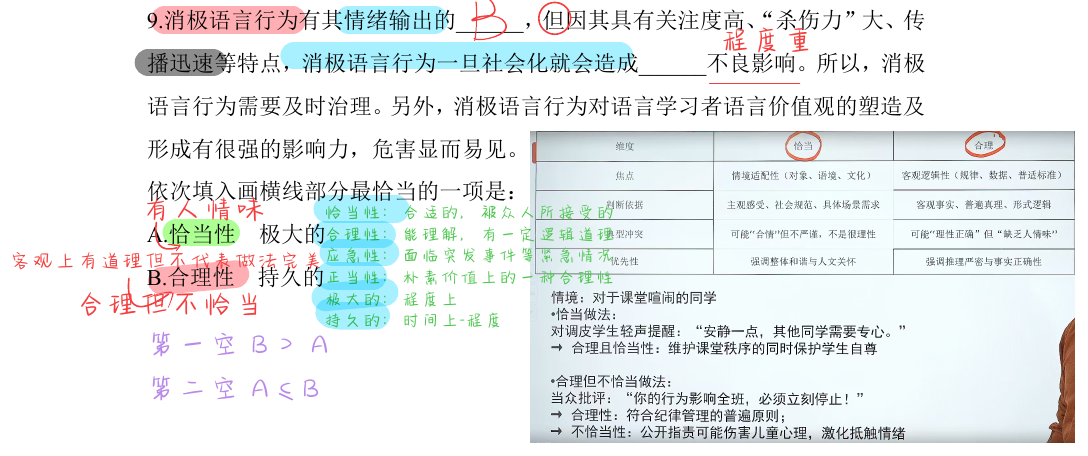 9.消极语言行为有其情绪输出的______，但因其具有关注度高、“杀伤力”大、传
B
程度重
播迅速等特点，消极语言行为一旦社会化就会造成______不良影响。所以，消极
语言行为需要及时治理。另外，消极语言行为对语言学习者语言价值观的塑造及
形成有很强的影响力，危害显而易见。
依次填入画横线部分最恰当的一项是：
有人情味
A.恰当性 极大的
客观上有道理但不代表做法完美
B.合理性 持久的
合理但不恰当
恰当性：合适的，被众人所接受的
合理性：能理解，有一定逻辑道理
应急性：面临突发事件等紧急情况
正当性：朴素价值上的一种合理性
极大的：程度上
持久的：时间上-程度
第一空 B > A
第二空 A ≤ B
维度 恰当 合理
焦点 情境适配性（对象、语境、文化） 客观逻辑性（规律、数据、普适标准）
判断依据 主观感受、社会规范、具体场景需求 客观事实、普遍真理、形式逻辑
型冲突 可能“合情”但不严谨，不是很理性 可能“理性正确”但“缺乏人情味”
优先性 强调整体和谐与人文关怀 强调推理严密与事实正确性
情境：对于课堂喧闹的同学
•恰当做法：
对调皮学生轻声提醒：“安静一点，其他同学需要专心。”
→ 合理且恰当性：维护课堂秩序的同时保护学生自尊
•合理但不恰当做法：
当众批评：“你的行为影响全班，必须立刻停止！”
→ 合理性：符合纪律管理的普遍原则；
→ 不恰当性：公开指责可能伤害儿童心理，激化抵触情绪